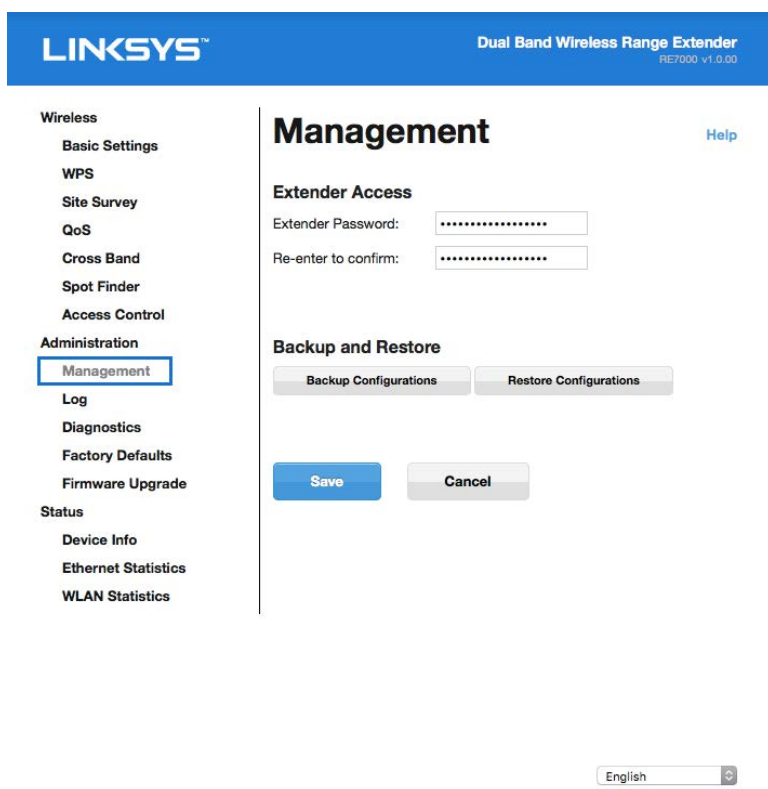 LINKSYS™
Dual Band Wireless Range Extender
RE7000 v1.0.00
Wireless
Basic Settings
WPS
Site Survey
QoS
Cross Band
Spot Finder
Access Control
Administration
Management
Log
Diagnostics
Factory Defaults
Firmware Upgrade
Status
Device Info
Ethernet Statistics
WLAN Statistics
Management
Help
Extender Access
Extender Password: ••••••••••••••••••
Re-enter to confirm: ••••••••••••••••••
Backup and Restore
Backup Configurations Restore Configurations
Save Cancel
English